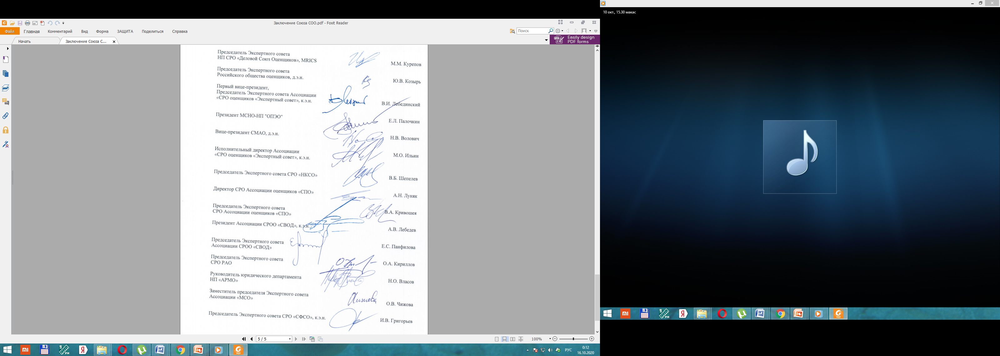 Заключение Союза СОО.pdf - Foxit Reader
Файл Главная Комментарий Вид Форма ЗАЩИТА Поделиться Справка
Поиск
Начать
Заключение Союза С...
Easily design
PDF forms
Председатель Экспертного совета
НП СРО «Деловой Союз Оценщиков», MRICS
М.М. Курепов
Председатель Экспертного совета
Российского общества оценщиков, д.э.н.
Ю.В. Козырь
Первый вице-президент,
Председатель Экспертного совета Ассоциации
«СРО оценщиков «Экспертный совет», к.э.н.
В.И. Лебединский
Президент МСНО-НП "ОПЭО"
Е.Л. Палочкин
Вице-президент СМАО, д.э.н.
Н.В. Волович
Исполнительный директор Ассоциации
«СРО оценщиков «Экспертный совет», к.э.н.
М.О. Ильин
Председатель Экспертного совета СРО «НКСО»
В.Б. Шепелев
Директор СРО Ассоциации оценщиков «СПО»
А.Н. Луняк
Председатель Экспертного совета
СРО Ассоциации оценщиков «СПО»
В.А. Кривошея
Президент Ассоциации СРОО «СВОД», к.э.н.
А.В. Лебедев
Председатель Экспертного совета
Ассоциации СРОО «СВОД»
Е.С. Панфилова
Председатель Экспертного совета
СРО РАО
О.А. Кириллов
Руководитель юридического департамента
НП «АРМО»
Н.О. Власов
Заместитель председателя Экспертного совета
Ассоциации «МСО»
О.В. Чижова
Председатель Экспертного совета СРО «СФСО», к.э.н.
И.В. Григорьев
5 / 5
100%
РУС
0:12
16.10.2020
10 окт., 15.30 макас